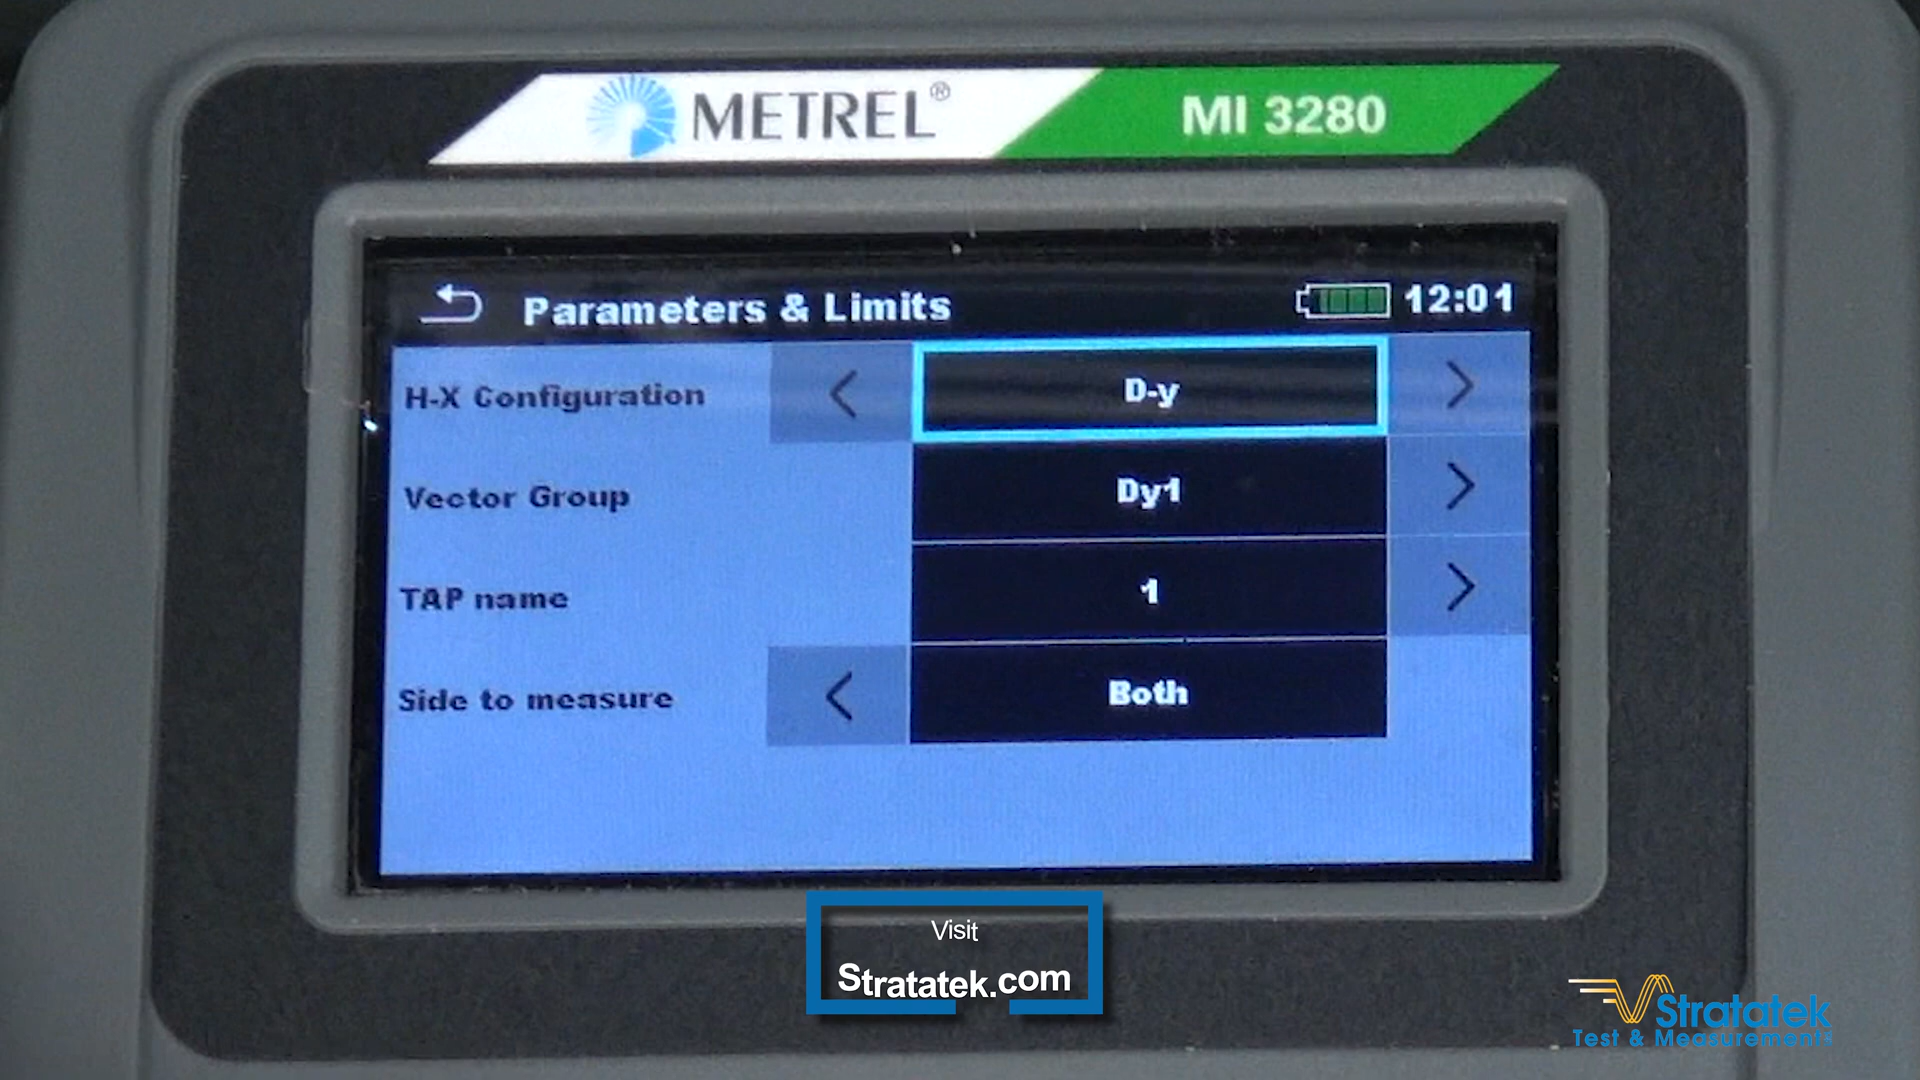 METREL®
MI 3280
Parameters & Limits
12:01
H-X Configuration
D-y
Vector Group
Dy1
TAP name
1
Side to measure
Both
Visit
Stratatek.com
Stratatek
Test & Measurements